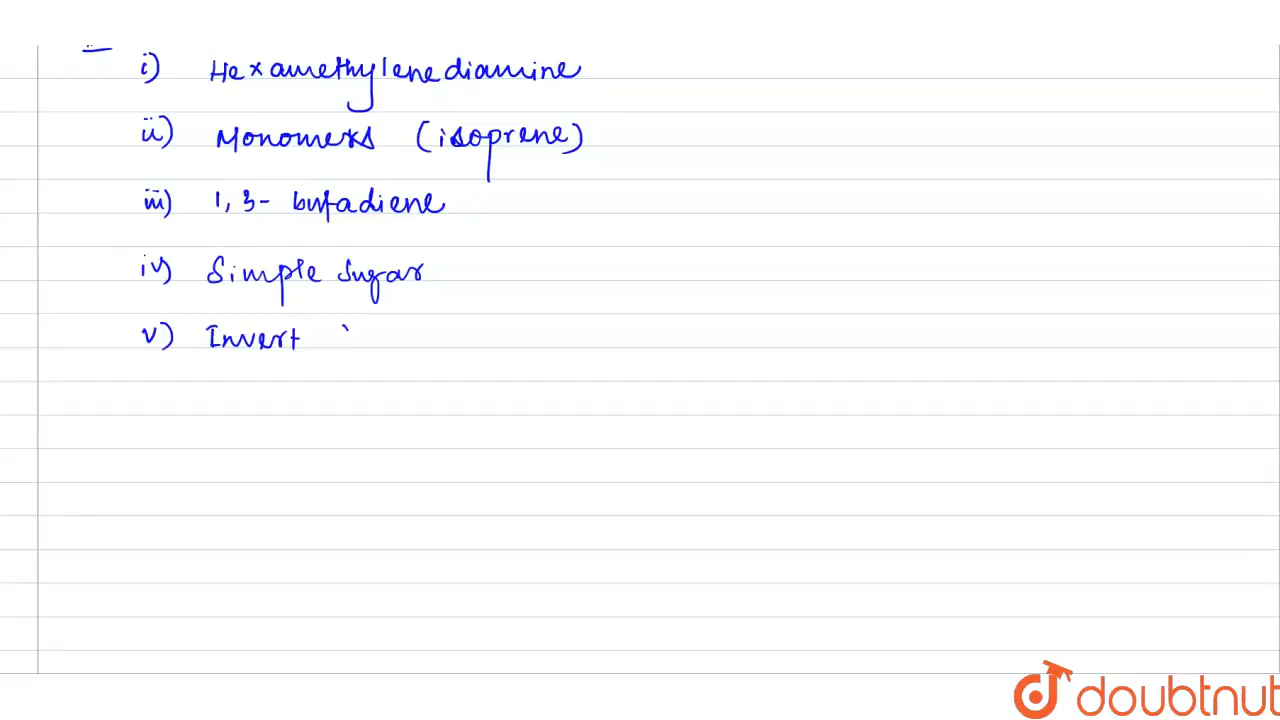 i) Hexamethylenediamine
ii) Monomers (isoprene)
iii) 1, 3- butadiene
iv) Simple sugar
v) Invert
doubtnut